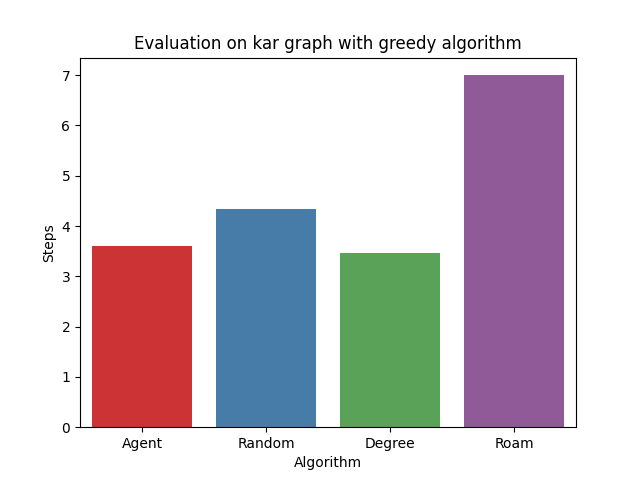 Evaluation on kar graph with greedy algorithm
7
6
5
4
3
2
1
0
Steps
Agent Random Degree Roam
Algorithm